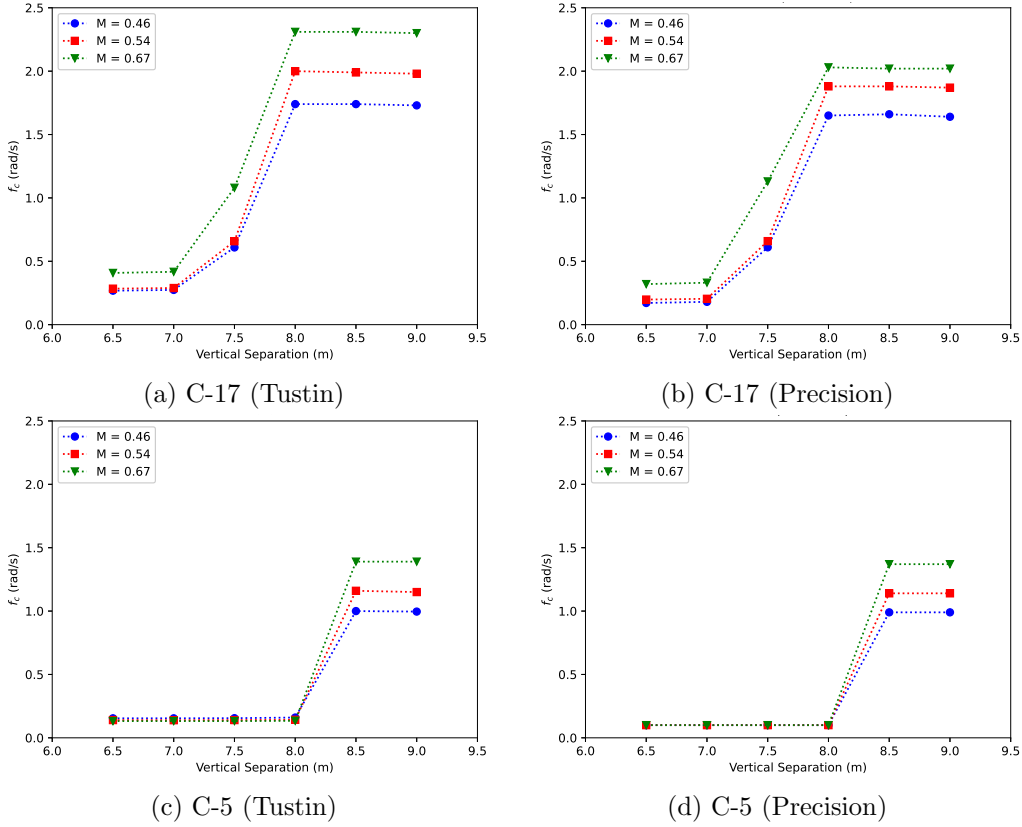 2.5
2.0
1.5
1.0
0.5
0.0
f_c (rad/s)
M = 0.46
M = 0.54
M = 0.67
6.0 6.5 7.0 7.5 8.0 8.5 9.0 9.5
Vertical Separation (m)
(a) C-17 (Tustin)
2.5
2.0
1.5
1.0
0.5
0.0
f_c (rad/s)
M = 0.46
M = 0.54
M = 0.67
6.0 6.5 7.0 7.5 8.0 8.5 9.0 9.5
Vertical Separation (m)
(b) C-17 (Precision)
2.5
2.0
1.5
1.0
0.5
0.0
f_c (rad/s)
M = 0.46
M = 0.54
M = 0.67
6.0 6.5 7.0 7.5 8.0 8.5 9.0 9.5
Vertical Separation (m)
(c) C-5 (Tustin)
2.5
2.0
1.5
1.0
0.5
0.0
f_c (rad/s)
M = 0.46
M = 0.54
M = 0.67
6.0 6.5 7.0 7.5 8.0 8.5 9.0 9.5
Vertical Separation (m)
(d) C-5 (Precision)